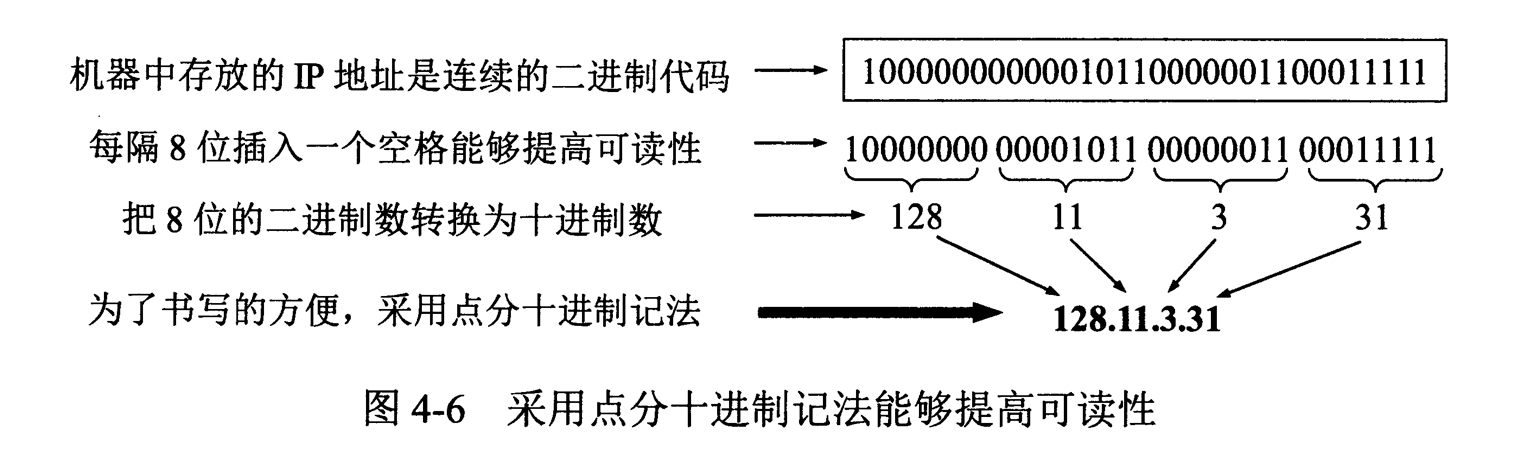 机器中存放的 IP 地址是连续的二进制代码 10000000000010110000001100011111
每隔 8 位插入一个空格能够提高可读性 10000000 00001011 00000011 00011111
把 8 位的二进制数转换为十进制数 128 11 3 31
为了书写的方便，采用点分十进制记法 128.11.3.31
图 4-6 采用点分十进制记法能够提高可读性